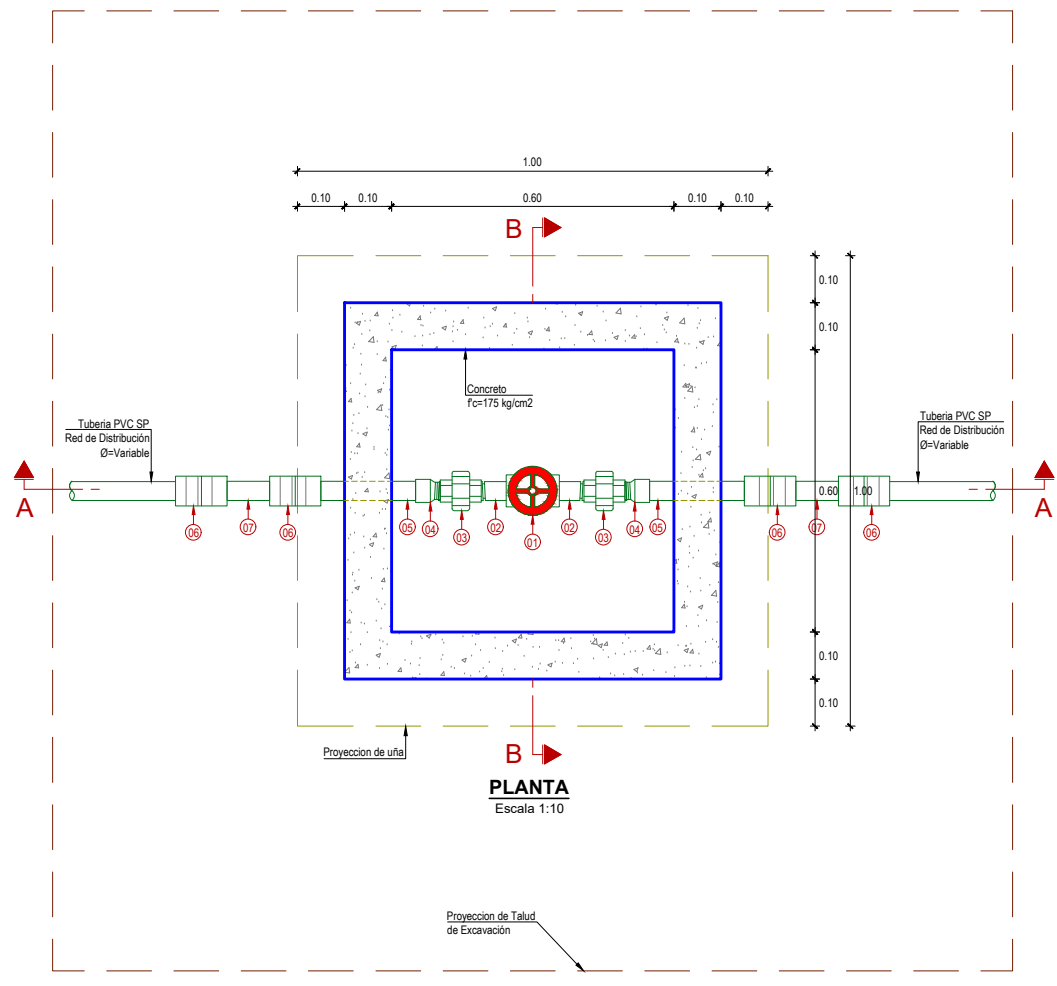 1.00
0.10
0.10
0.60
0.10
0.10
B
0.10
0.10
Concreto
f'c=175 kg/cm2
Tuberia PVC SP
Red de Distribución
Ø=Variable
Tuberia PVC SP
Red de Distribución
Ø=Variable
A
0.60
1.00
A
06
07
06
05
04
03
02
01
02
03
04
05
06
07
06
0.10
0.10
Proyeccion de uña
B
PLANTA
Escala 1:10
Proyeccion de Talud
de Excavación